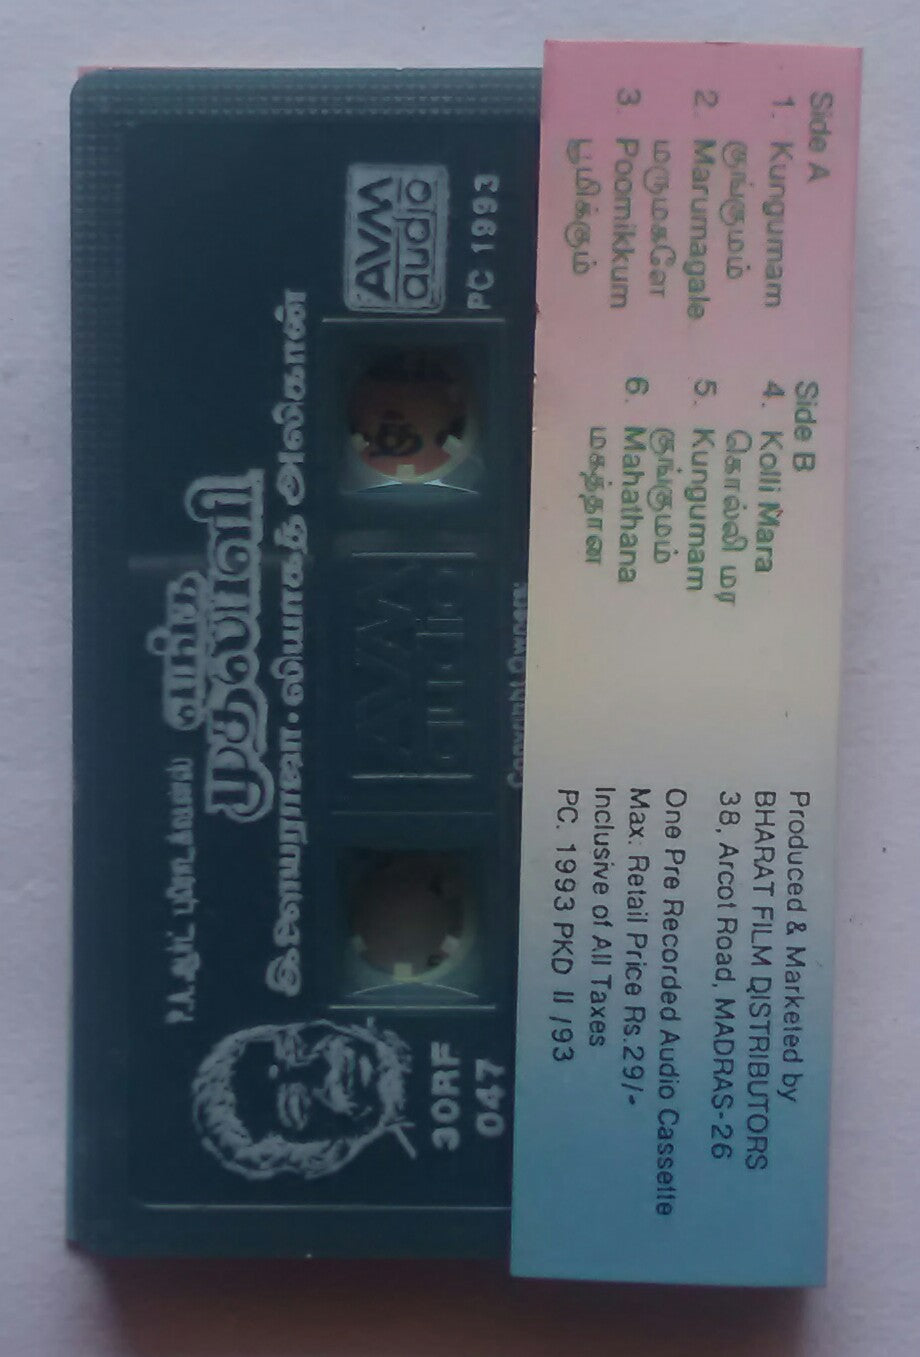 Side A
1. Kungumam
குங்குமம்
2. Marumagale
மருமகளே
3. Poomikkum
பூமிக்கும்
Side B
4. Kolli Mara
கொல்லி மர
5. Kungumam
குங்குமம்
6. Mahathana
மகத்தான
Produced & Marketed by
BHARAT FILM DISTRIBUTORS
38, Arcot Road, MADRAS-26
One Pre Recorded Audio Cassette
Max: Retail Price Rs.29/-
Inclusive of All Taxes
PC. 1993 PKD II /93
PC 1993
AVM
audio
047
30RF
லியாகத் அலிகான்